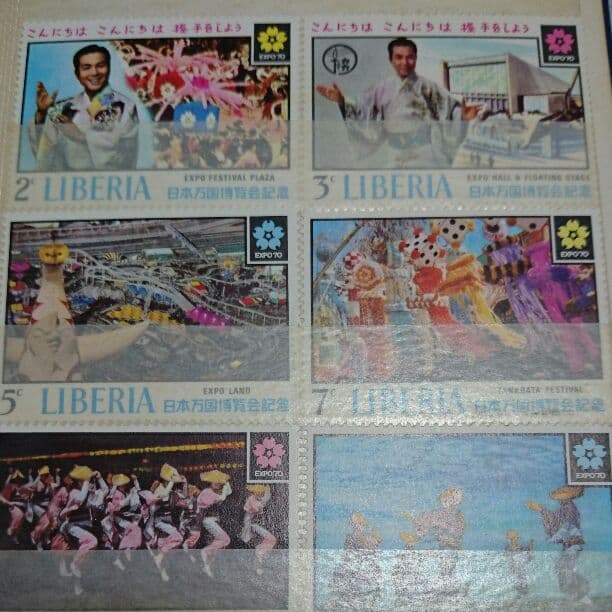 こんにちは こんにちは 握手をしよう
EXPO'70
EXPO FESTIVAL PLAZA
2c LIBERIA 日本万国博覧会記念
こんにちは こんにちは 握手をしよう
EXPO'70
EXPO HALL & FIGHTING STAGE
3c LIBERIA 日本万国博覧会記念
EXPO'70
EXPO LAND
5c LIBERIA 日本万国博覧会記念
EXPO'70
TANABATA FESTIVAL
7c LIBERIA 日本万国博覧会記念
EXPO'70
EXPO'70